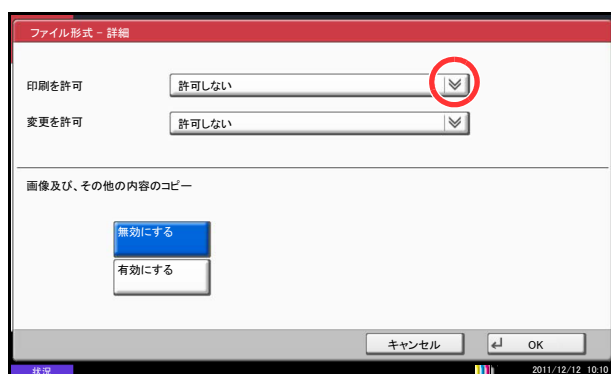 ファイル形式 - 詳細
印刷を許可 許可しない
変更を許可 許可しない
画像及び、その他の内容のコピー
無効にする
有効にする
キャンセル OK
状況 2011/12/12 10:10